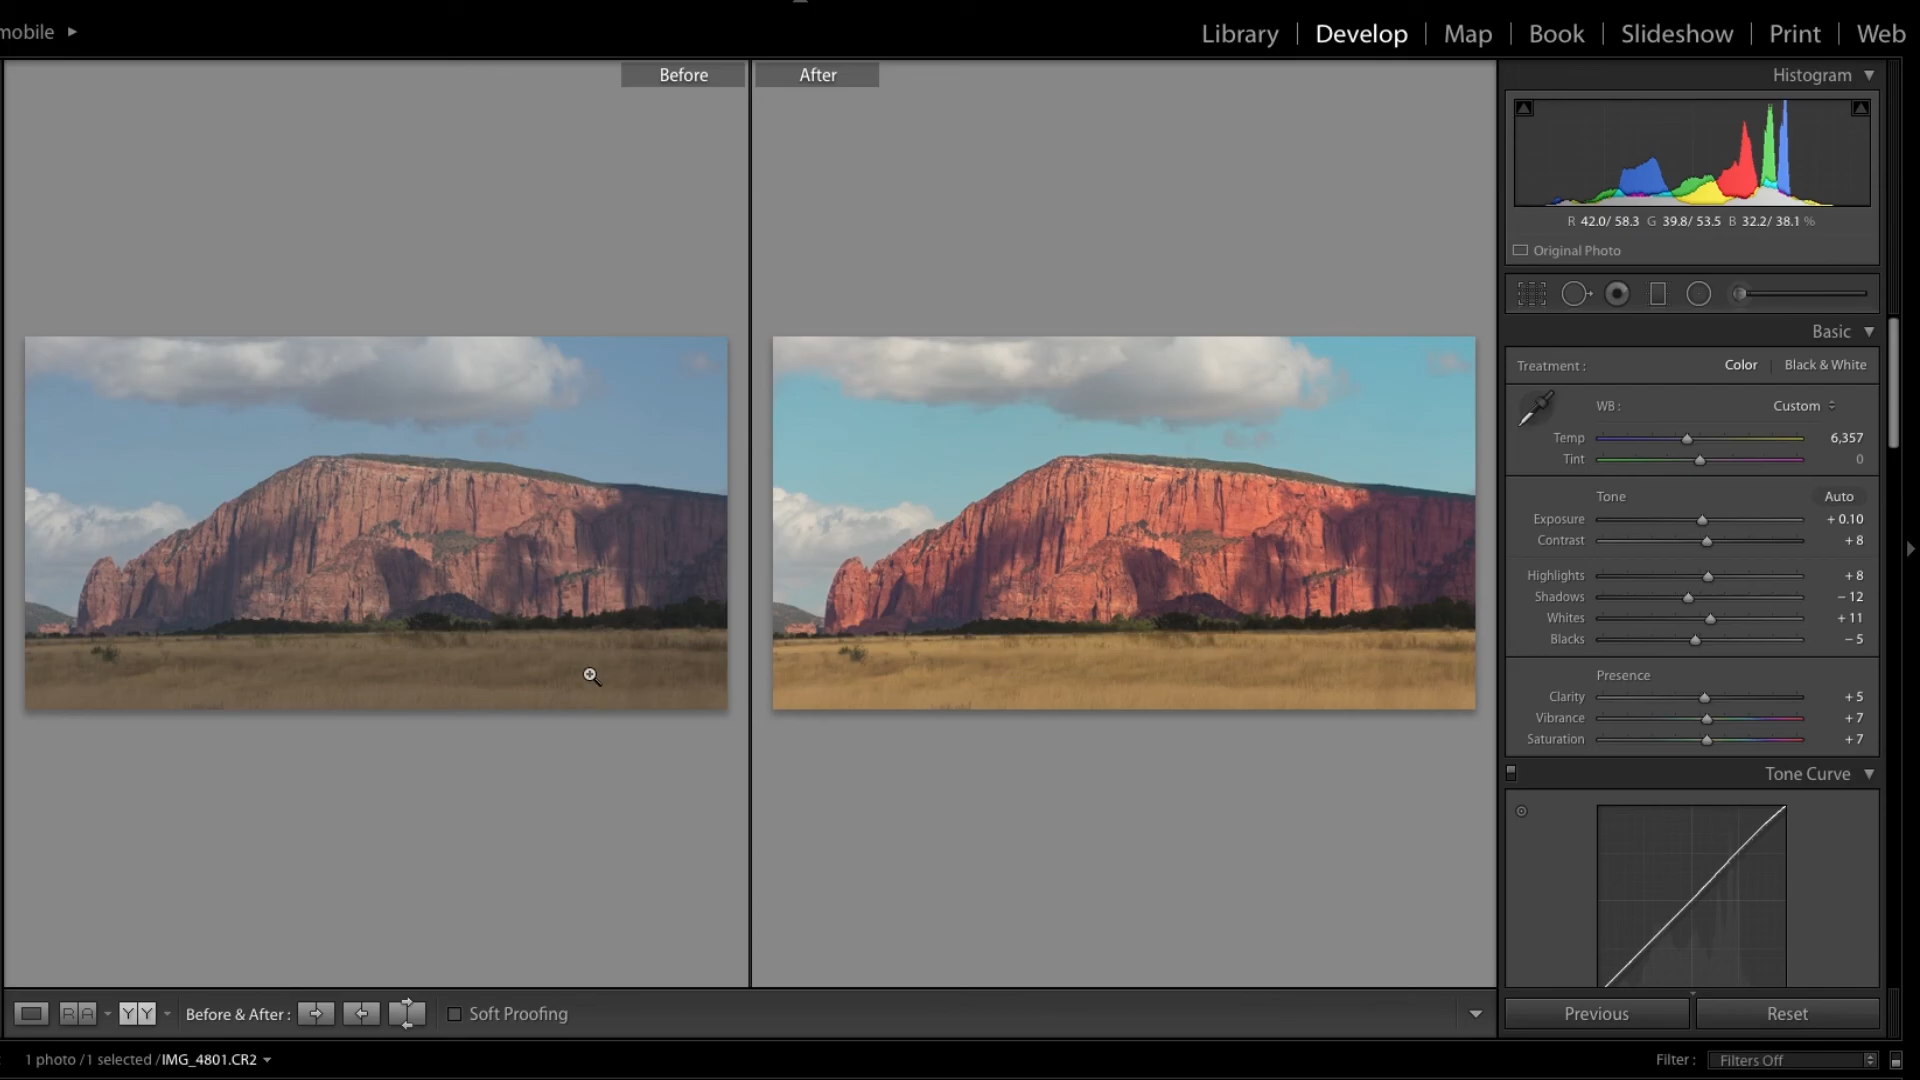 mobile
Library | Develop | Map | Book | Slideshow | Print | Web
Before
After
Histogram
R 42.0/ 58.3 G 39.8/ 53.5 B 32.2/ 38.1 %
Original Photo
Basic
Treatment : Color | Black & White
WB : Custom
Temp 6,357
Tint 0
Tone Auto
Exposure + 0.10
Contrast + 8
Highlights + 8
Shadows − 12
Whites + 11
Blacks − 5
Presence
Clarity + 5
Vibrance + 7
Saturation + 7
Tone Curve
R A
Y Y
Before & After :
Soft Proofing
Previous
Reset
1 photo / 1 selected / IMG_4801.CR2
Filter : Filters Off